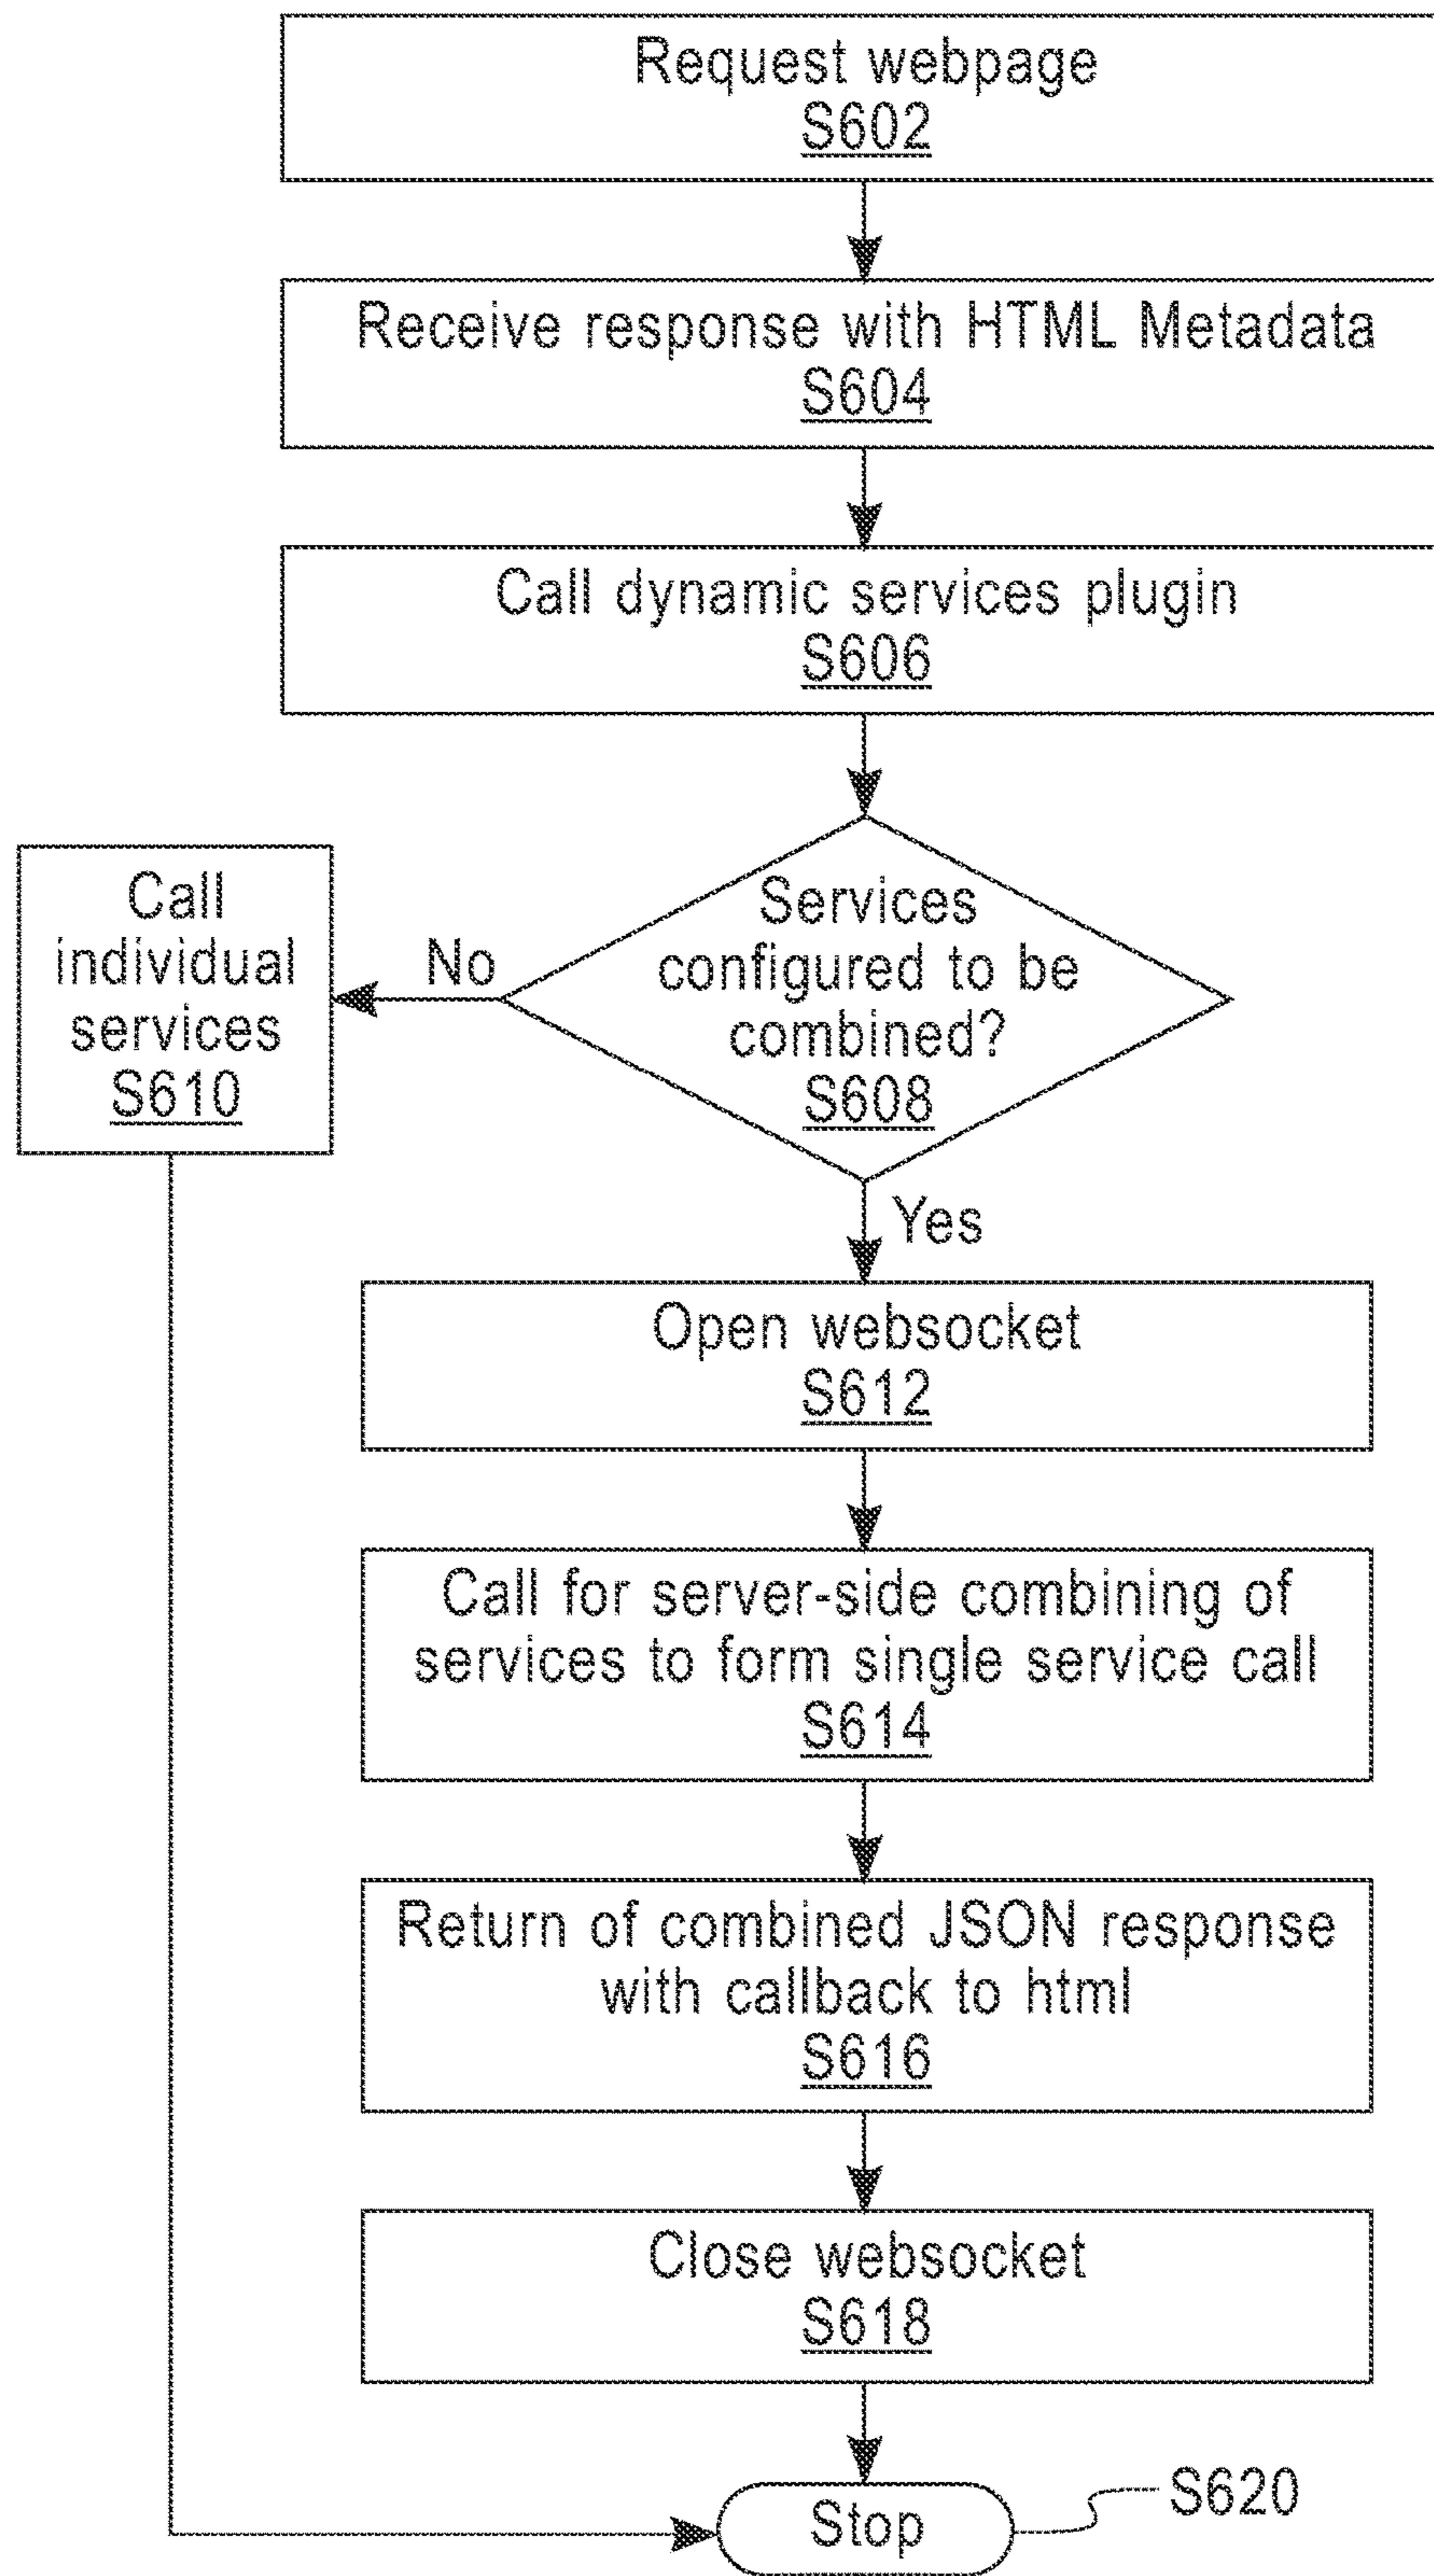 Request webpage
S602
Receive response with HTML Metadata
S604
Call dynamic services plugin
S606
Services
configured to be
combined?
S608
No
Call
individual
services
S610
Yes
Open websocket
S612
Call for server-side combining of
services to form single service call
S614
Return of combined JSON response
with callback to html
S616
Close websocket
S618
Stop
S620